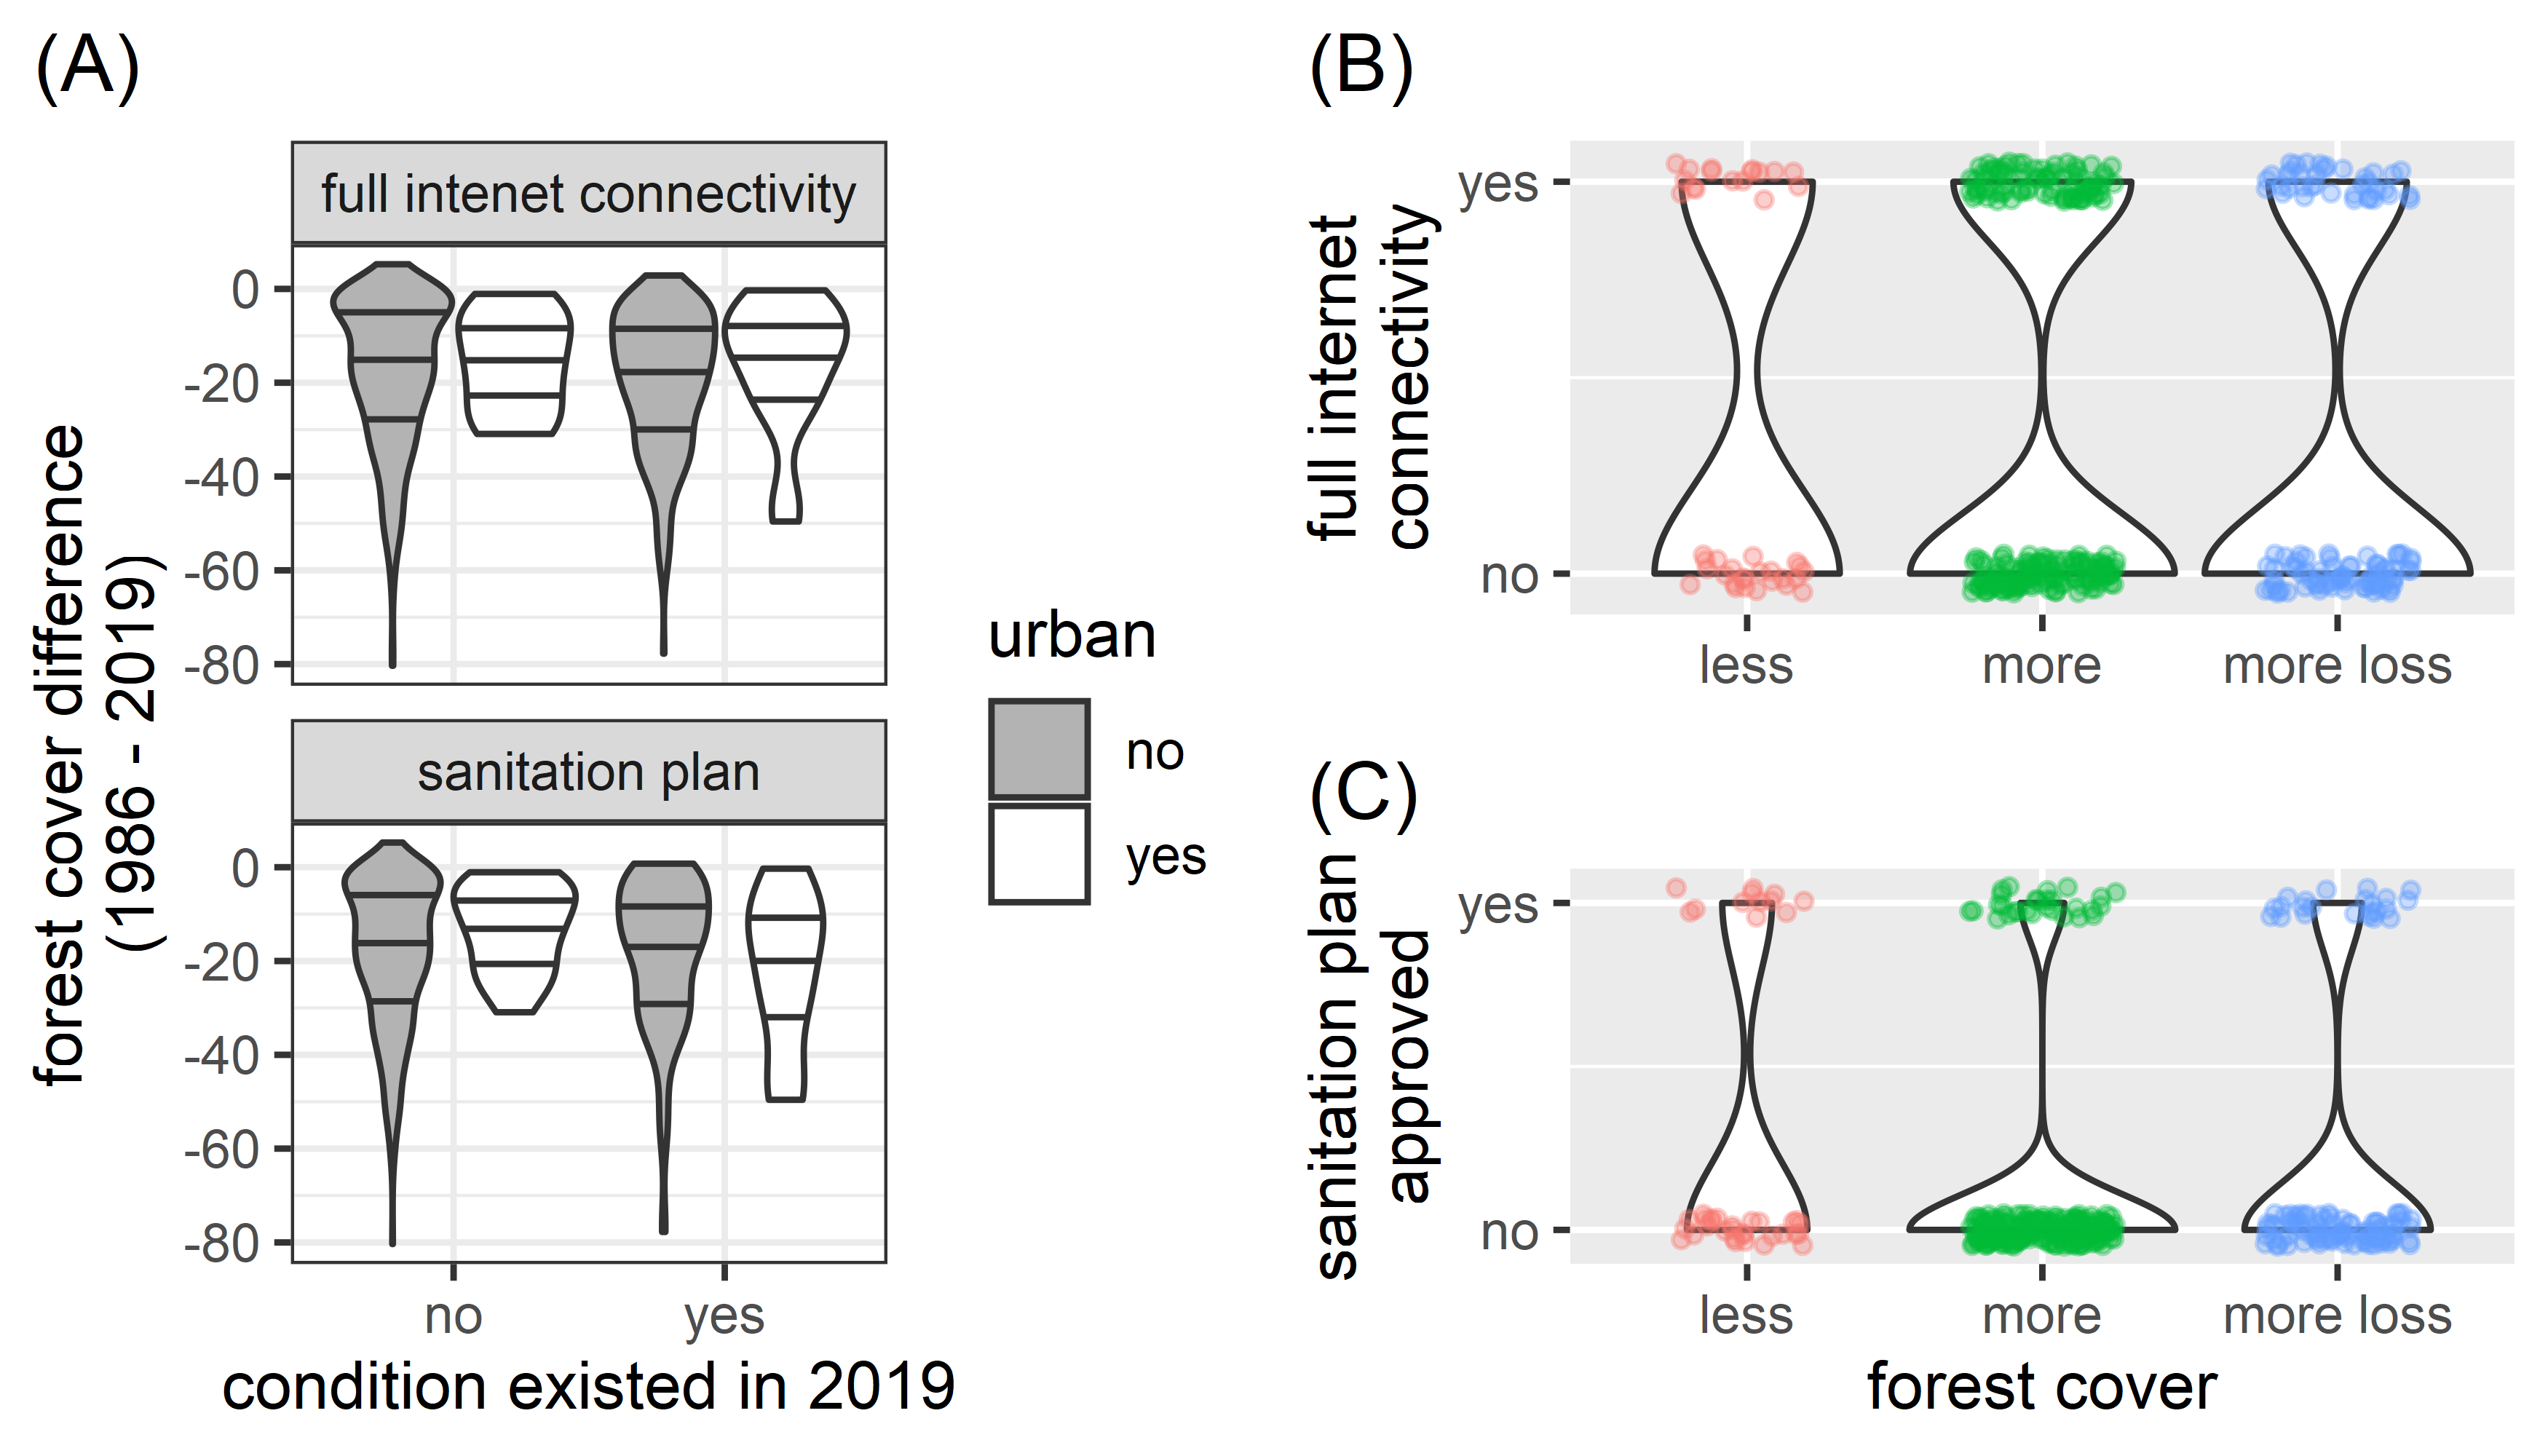 (A)
full intenet connectivity
0
-20
-40
-60
-80
sanitation plan
0
-20
-40
-60
-80
no
yes
condition existed in 2019
forest cover difference
(1986 - 2019)
urban
no
yes
(B)
full internet
connectivity
yes
no
less
more
more loss
(C)
sanitation plan
approved
yes
no
less
more
more loss
forest cover